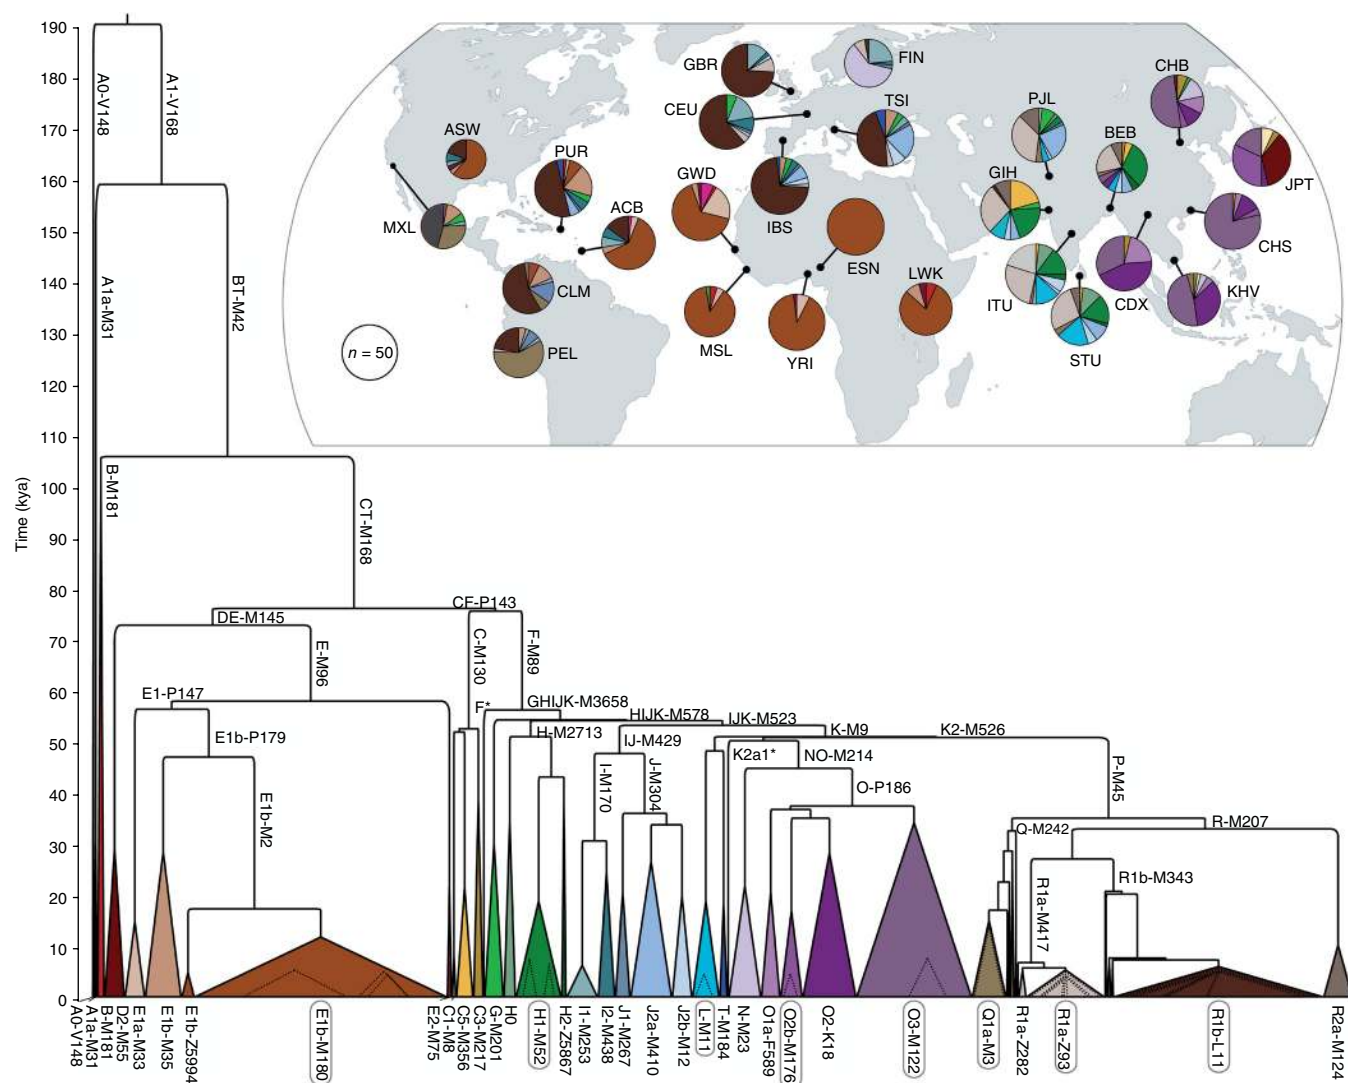 190
180
170
160
150
140
130
120
110
100
90
80
70
60
50
40
30
20
10
0
Time (kya)
A0-V148
A1-V168
A1a-M31
BT-M42
B-M181
CT-M168
DE-M145
CF-P143
E-M96
C-M130
F-M89
E1-P147
F*
GHIJK-M3658
HIJK-M578
IJK-M523
K-M9
K2-M526
E1b-P179
H-M2713
IJ-M429
K2a1*
NO-M214
P-M45
E1b-M2
I-M170
J-M304
O-P186
Q-M242
R-M207
R1a-M417
R1b-M343
GBR
FIN
CHB
CEU
TSI
PJL
BEB
JPT
ASW
PUR
GWD
GIH
MXL
ACB
IBS
ESN
CHS
CLM
LWK
ITU
CDX
KHV
n = 50
PEL
MSL
YRI
STU
A0-V148
A1a-M31
B-M181
D2-M55
E1a-M33
E1b-M35
E1b-Z5994
E1b-M180
E2-M75
C1-M8
C5-M356
C3-M217
G-M201
H0
H1-M52
H2-Z5867
I1-M253
I2-M438
J1-M267
J2a-M410
J2b-M12
L-M11
T-M184
N-M23
O1a-F589
O2b-M176
O2-K18
O3-M122
Q1a-M3
R1a-Z282
R1a-Z93
R1b-L11
R2a-M124